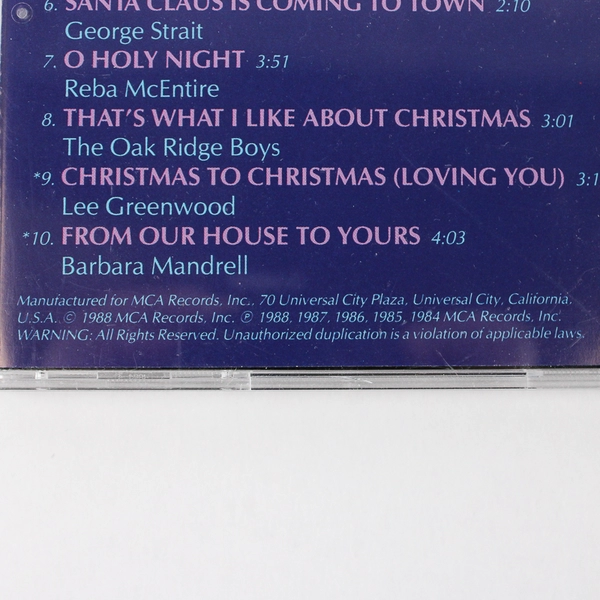 6. SANTA CLAUS IS COMING TO TOWN 2:10
George Strait
7. O HOLY NIGHT 3:51
Reba McEntire
8. THAT'S WHAT I LIKE ABOUT CHRISTMAS 3:01
The Oak Ridge Boys
*9. CHRISTMAS TO CHRISTMAS (LOVING YOU) 3:1
Lee Greenwood
*10. FROM OUR HOUSE TO YOURS 4:03
Barbara Mandrell
Manufactured for MCA Records, Inc., 70 Universal City Plaza, Universal City, California.
U.S.A. © 1988 MCA Records, Inc. ℗ 1988, 1987, 1986, 1985, 1984 MCA Records, Inc.
WARNING: All Rights Reserved. Unauthorized duplication is a violation of applicable laws.